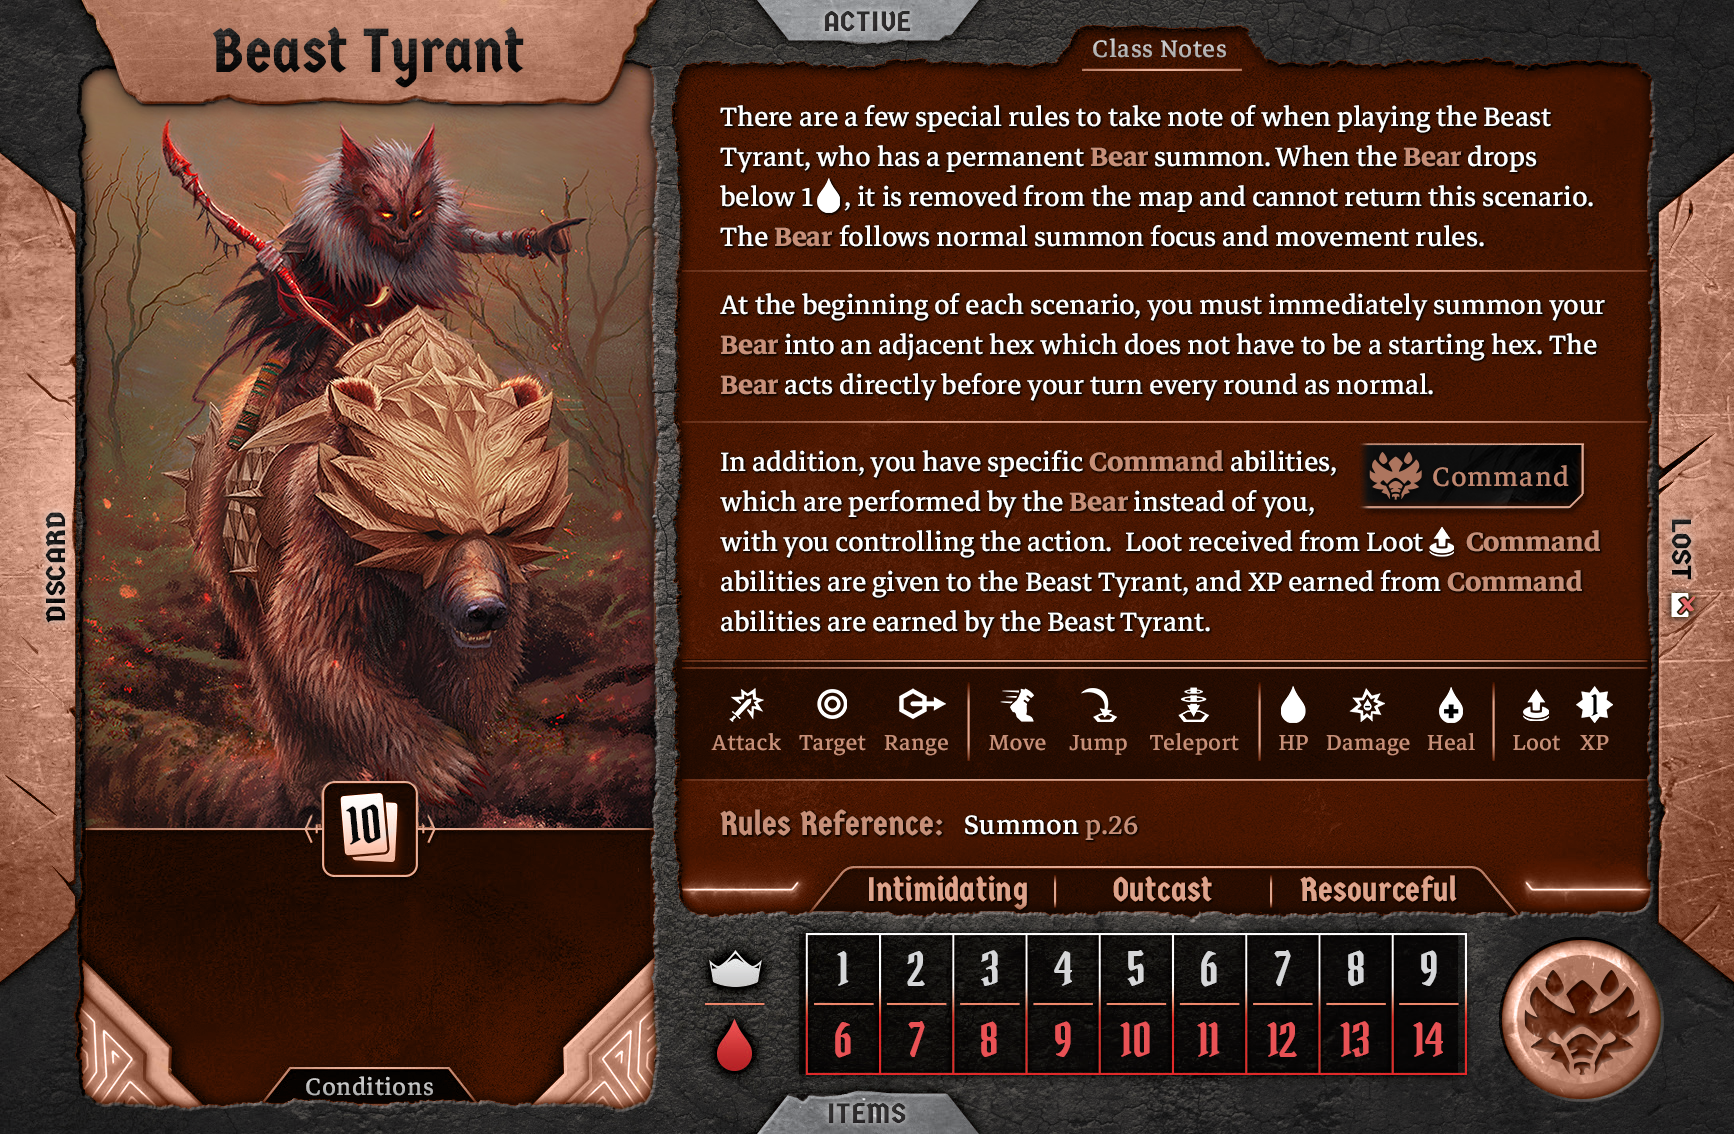 Beast Tyrant
ACTIVE
Class Notes
There are a few special rules to take note of when playing the Beast
Tyrant, who has a permanent Bear summon. When the Bear drops
below 1, it is removed from the map and cannot return this scenario.
The Bear follows normal summon focus and movement rules.
At the beginning of each scenario, you must immediately summon your
Bear into an adjacent hex which does not have to be a starting hex. The
Bear acts directly before your turn every round as normal.
In addition, you have specific Command abilities,
which are performed by the Bear instead of you,
Command
with you controlling the action. Loot received from Loot Command
abilities are given to the Beast Tyrant, and XP earned from Command
abilities are earned by the Beast Tyrant.
1
Attack Target Range Move Jump Teleport HP Damage Heal Loot XP
Rules Reference: Summon p.26
Intimidating Outcast Resourceful
1 2 3 4 5 6 7 8 9
6 7 8 9 10 11 12 13 14
10
Conditions
DISCARD
LOST
ITEMS